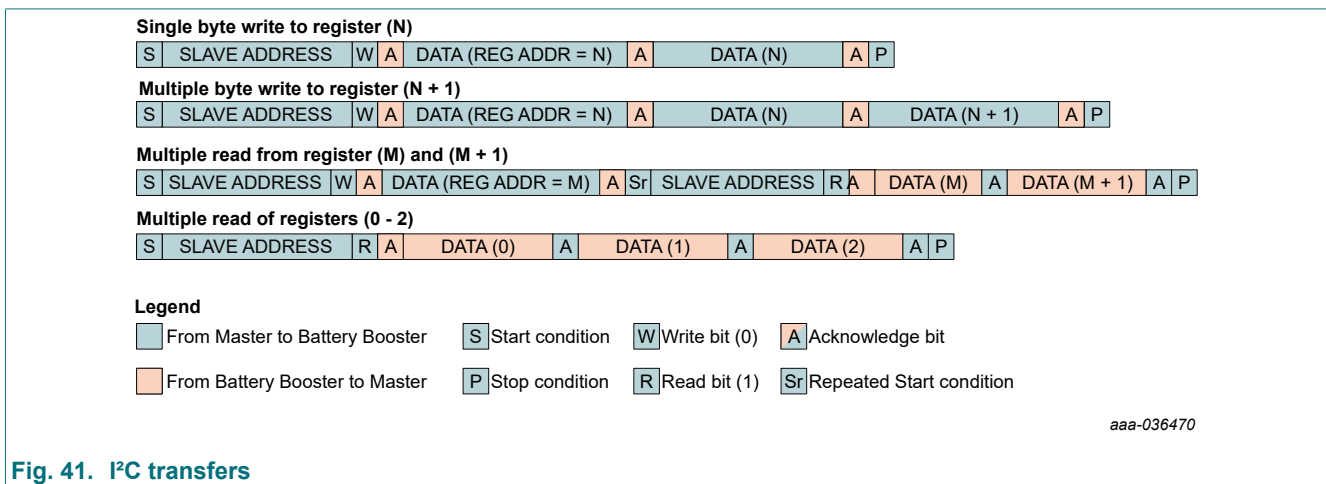 Single byte write to register (N)
S SLAVE ADDRESS W A DATA (REG ADDR = N) A DATA (N) A P
Multiple byte write to register (N + 1)
S SLAVE ADDRESS W A DATA (REG ADDR = N) A DATA (N) A DATA (N + 1) A P
Multiple read from register (M) and (M + 1)
S SLAVE ADDRESS W A DATA (REG ADDR = M) A Sr SLAVE ADDRESS R A DATA (M) A DATA (M + 1) A P
Multiple read of registers (0 - 2)
S SLAVE ADDRESS R A DATA (0) A DATA (1) A DATA (2) A P
Legend
From Master to Battery Booster S Start condition W Write bit (0) A Acknowledge bit
From Battery Booster to Master P Stop condition R Read bit (1) Sr Repeated Start condition
aaa-036470
Fig. 41. I²C transfers